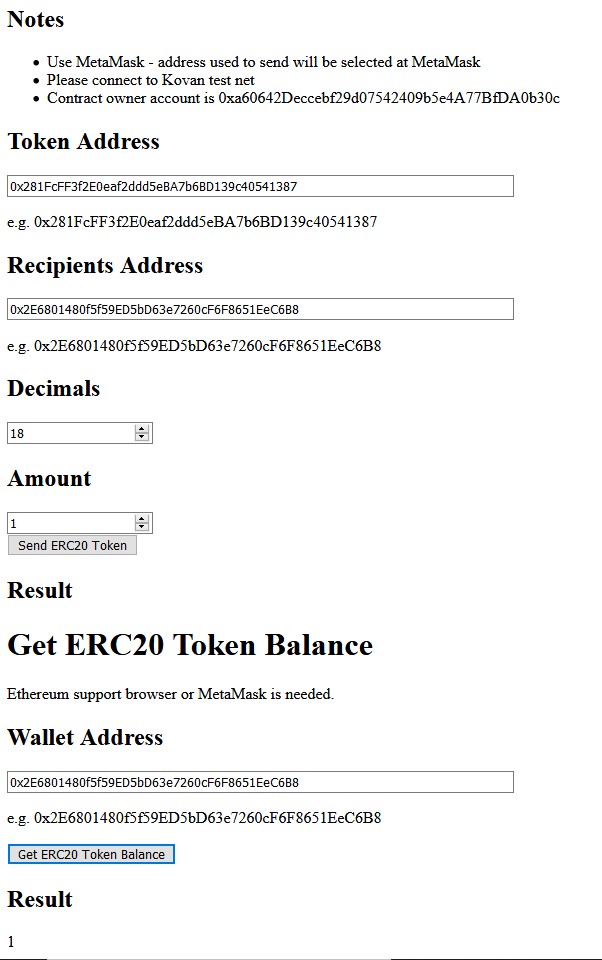 Notes
Use MetaMask - address used to send will be selected at MetaMask
Please connect to Kovan test net
Contract owner account is 0xa60642Deccebf29d07542409b5e4A77BfDA0b30c
Token Address
0x281FcFF3f2E0eaf2ddd5eBA7b6BD139c40541387
e.g. 0x281FcFF3f2E0eaf2ddd5eBA7b6BD139c40541387
Recipients Address
0x2E6801480f5f59ED5bD63e7260cF6F8651EeC6B8
e.g. 0x2E6801480f5f59ED5bD63e7260cF6F8651EeC6B8
Decimals
18
Amount
1
Send ERC20 Token
Result
Get ERC20 Token Balance
Ethereum support browser or MetaMask is needed.
Wallet Address
0x2E6801480f5f59ED5bD63e7260cF6F8651EeC6B8
e.g. 0x2E6801480f5f59ED5bD63e7260cF6F8651EeC6B8
Get ERC20 Token Balance
Result
1